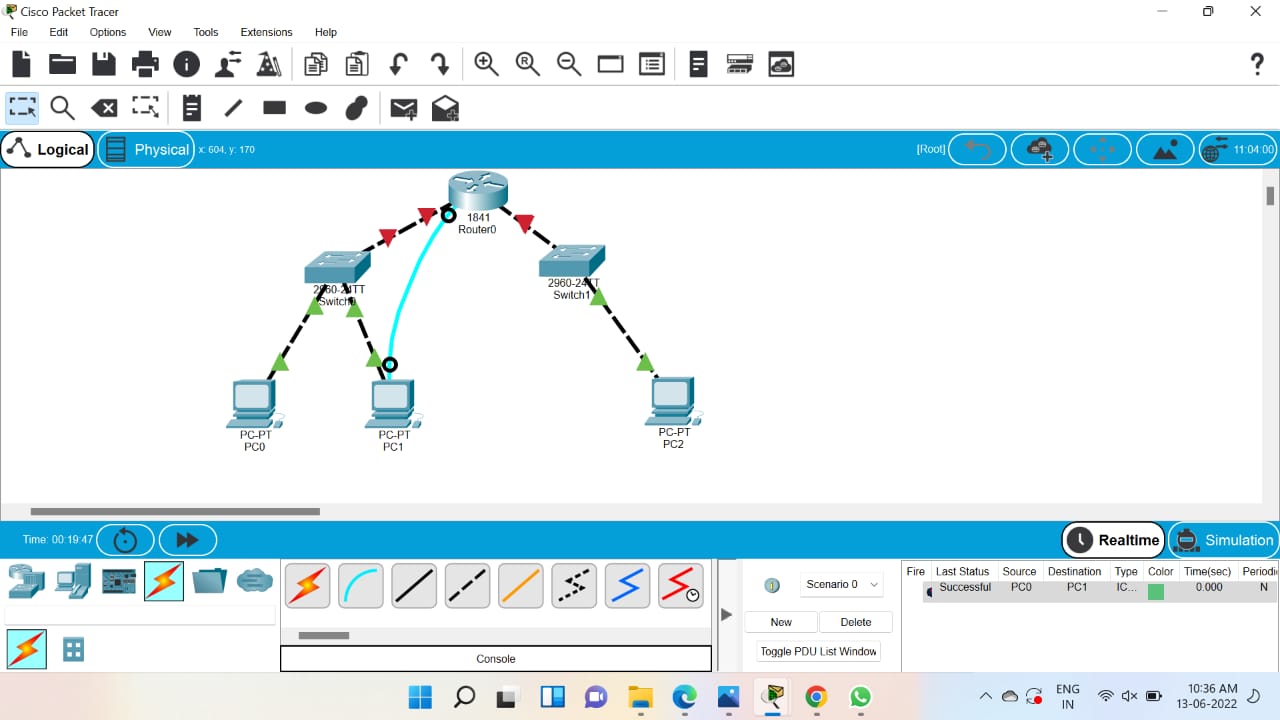 Cisco Packet Tracer
File Edit Options View Tools Extensions Help
Logical Physical x: 604, y: 170 [Root] 11:04:00
1841
Router0
2960-24TT
Switch0
2960-24TT
Switch1
PC-PT
PC0
PC-PT
PC1
PC-PT
PC2
Time: 00:19:47 Realtime Simulation
Fire Last Status Source Destination Type Color Time(sec) Periodi
Successful PC0 PC1 IC... 0.000 N
Scenario 0
New Delete
Toggle PDU List Window
Console
ENG
IN
10:36 AM
13-06-2022